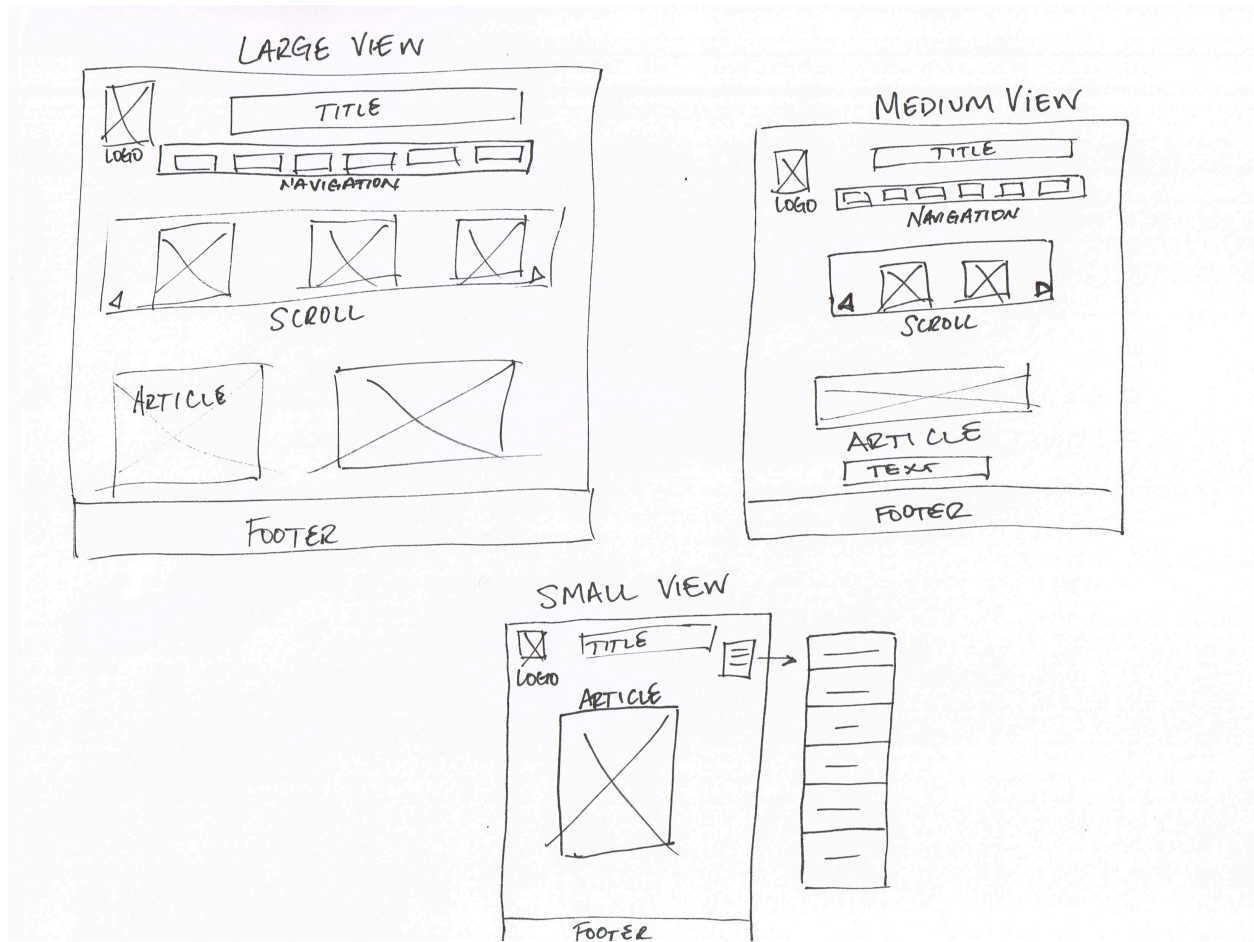 LARGE VIEW
TITLE
LOGO
NAVIGATION
SCROLL
ARTICLE
FOOTER
MEDIUM VIEW
TITLE
LOGO
NAVIGATION
SCROLL
ARTICLE
TEXT
FOOTER
SMALL VIEW
TITLE
LOGO
ARTICLE
FOOTER